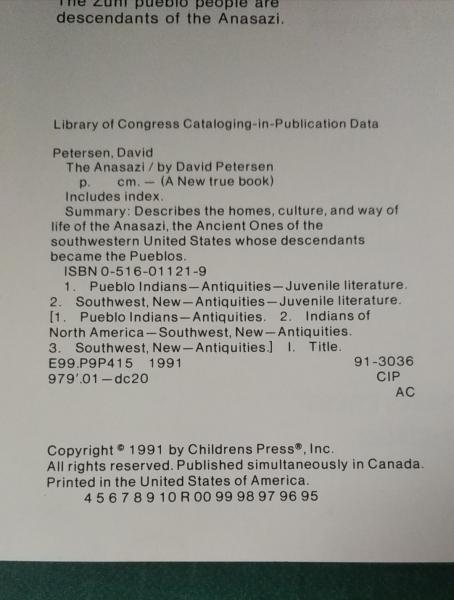 The Zuni pueblo people are
descendants of the Anasazi.
Library of Congress Cataloging-in-Publication Data
Petersen, David
The Anasazi / by David Petersen
p. cm. — (A New true book)
Includes index.
Summary: Describes the homes, culture, and way of
life of the Anasazi, the Ancient Ones of the
southwestern United States whose descendants
became the Pueblos.
ISBN 0-516-01121-9
1. Pueblo Indians—Antiquities—Juvenile literature.
2. Southwest, New—Antiquities—Juvenile literature.
[1. Pueblo Indians—Antiquities. 2. Indians of
North America—Southwest, New—Antiquities.
3. Southwest, New—Antiquities.] I. Title.
E99.P9P415 1991 91-3036
979′.01—dc20 CIP
AC
Copyright © 1991 by Childrens Press®, Inc.
All rights reserved. Published simultaneously in Canada.
Printed in the United States of America.
4 5 6 7 8 9 10 R 00 99 98 97 96 95